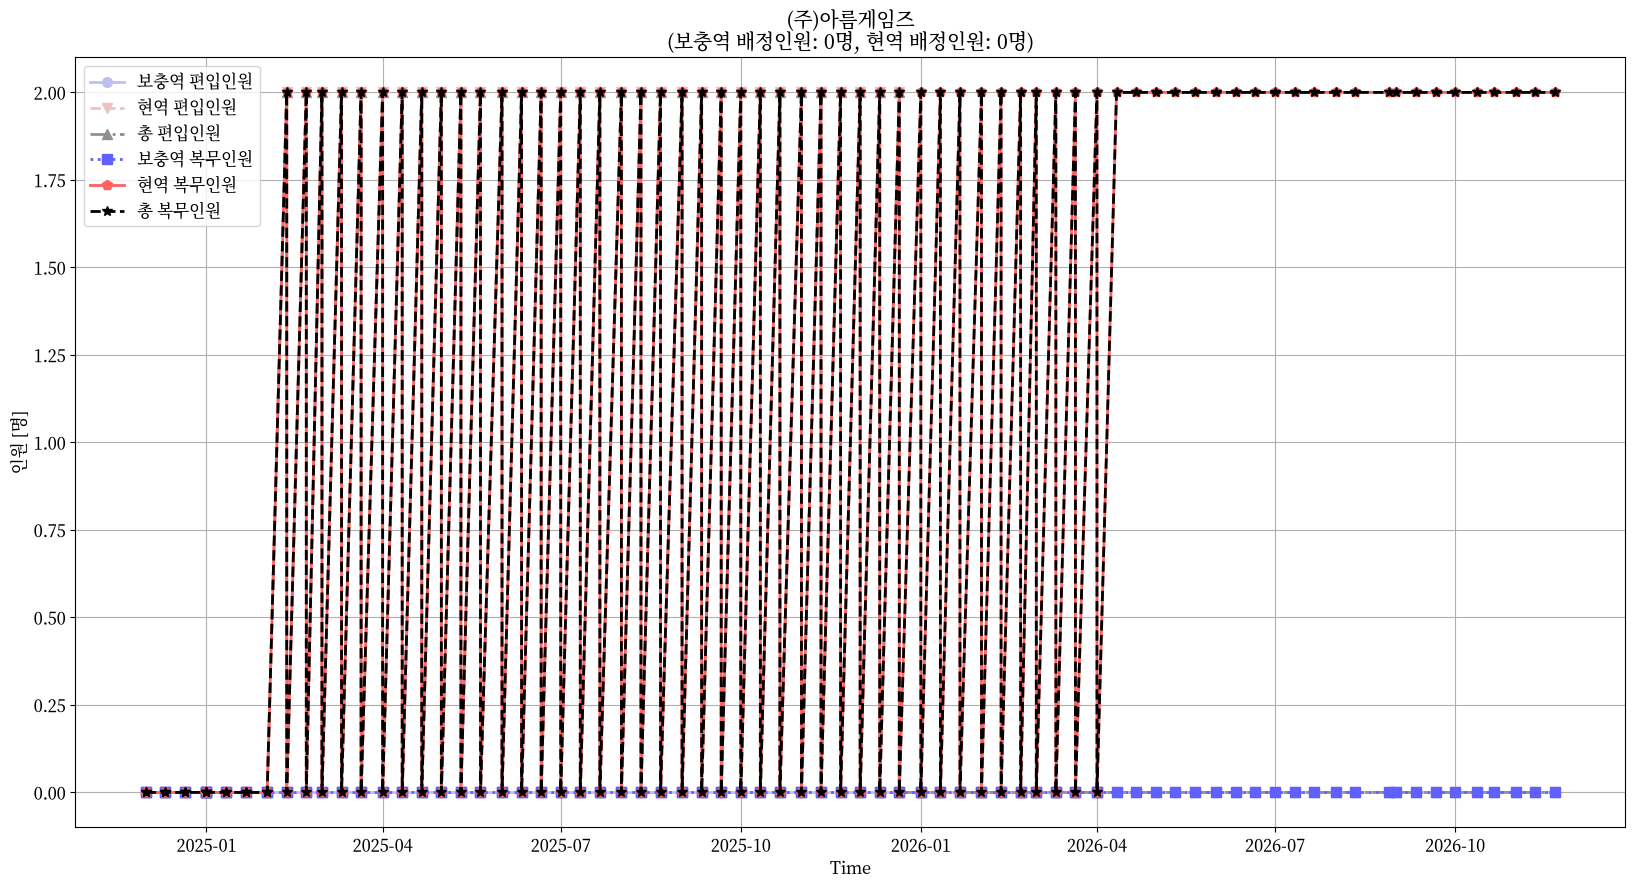 (주)아름게임즈
(보충역 배정인원: 0명, 현역 배정인원: 0명)
보충역 편입인원
현역 편입인원
총 편입인원
보충역 복무인원
현역 복무인원
총 복무인원
인원 [명]
2.00
1.75
1.50
1.25
1.00
0.75
0.50
0.25
0.00
2025-01
2025-04
2025-07
2025-10
2026-01
2026-04
2026-07
2026-10
Time